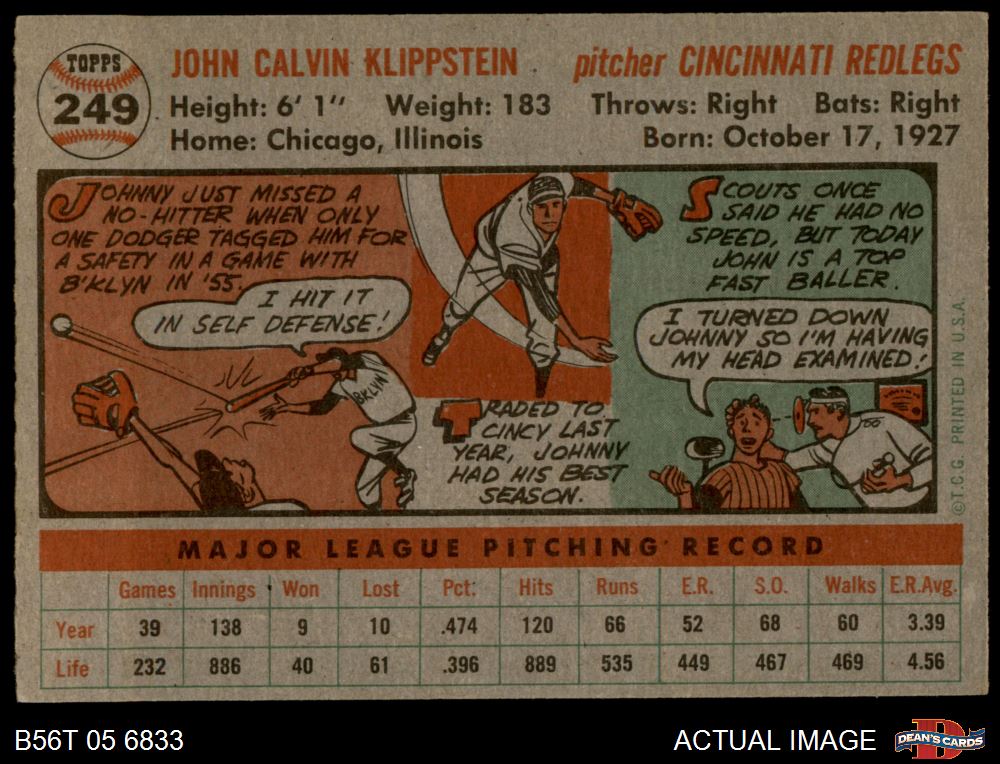 TOPPS
249
JOHN CALVIN KLIPPSTEIN pitcher CINCINNATI REDLEGS
Height: 6' 1" Weight: 183 Throws: Right Bats: Right
Home: Chicago, Illinois Born: October 17, 1927
JOHNNY JUST MISSED A
NO-HITTER WHEN ONLY
ONE DODGER TAGGED HIM FOR
A SAFETY IN A GAME WITH
B'KLYN IN '55.
I HIT IT
IN SELF DEFENSE!
BKLYN
TRADED TO
CINCY LAST
YEAR, JOHNNY
HAD HIS BEST
SEASON.
SCOUTS ONCE
SAID HE HAD NO
SPEED, BUT TODAY
JOHN IS A TOP
FAST BALLER.
I TURNED DOWN
JOHNNY SO I'M HAVING
MY HEAD EXAMINED!
©T.C.G. PRINTED IN U.S.A.
MAJOR LEAGUE PITCHING RECORD
Games Innings Won Lost Pct: Hits Runs E.R. S.O. Walks E.R.Avg.
Year 39 138 9 10 .474 120 66 52 68 60 3.39
Life 232 886 40 61 .396 889 535 449 467 469 4.56
B56T 05 6833 ACTUAL IMAGE DEAN'S CARDS